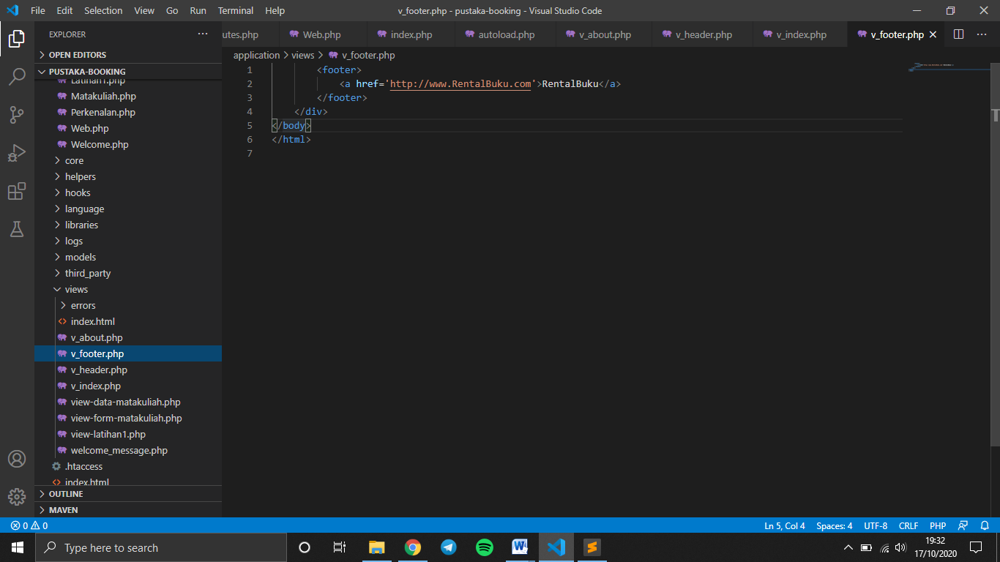 File Edit Selection View Go Run Terminal Help v_footer.php - pustaka-booking - Visual Studio Code
EXPLORER
utes.php Web.php index.php autoload.php v_about.php v_header.php v_index.php v_footer.php
OPEN EDITORS
application > views > v_footer.php
PUSTAKA-BOOKING
Latihan1.php
Matakuliah.php
Perkenalan.php
Web.php
Welcome.php
core
helpers
hooks
language
libraries
logs
models
third_party
views
errors
index.html
v_about.php
v_footer.php
v_header.php
v_index.php
view-data-matakuliah.php
view-form-matakuliah.php
view-latihan1.php
welcome_message.php
.htaccess
index.html
OUTLINE
MAVEN
1 <footer>
2 <a href='http://www.RentalBuku.com'>RentalBuku</a>
3 </footer>
4 </div>
5 </body>
6 </html>
7
0 0 Ln 5, Col 4 Spaces: 4 UTF-8 CRLF PHP
Type here to search
19:32
17/10/2020